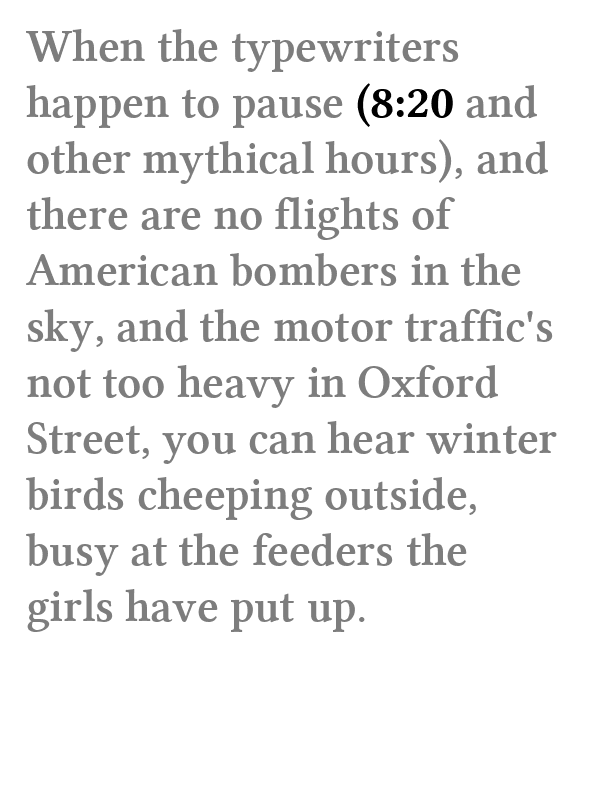 When the typewriters
happen to pause (8:20 and
other mythical hours), and
there are no flights of
American bombers in the
sky, and the motor traffic's
not too heavy in Oxford
Street, you can hear winter
birds cheeping outside,
busy at the feeders the
girls have put up.